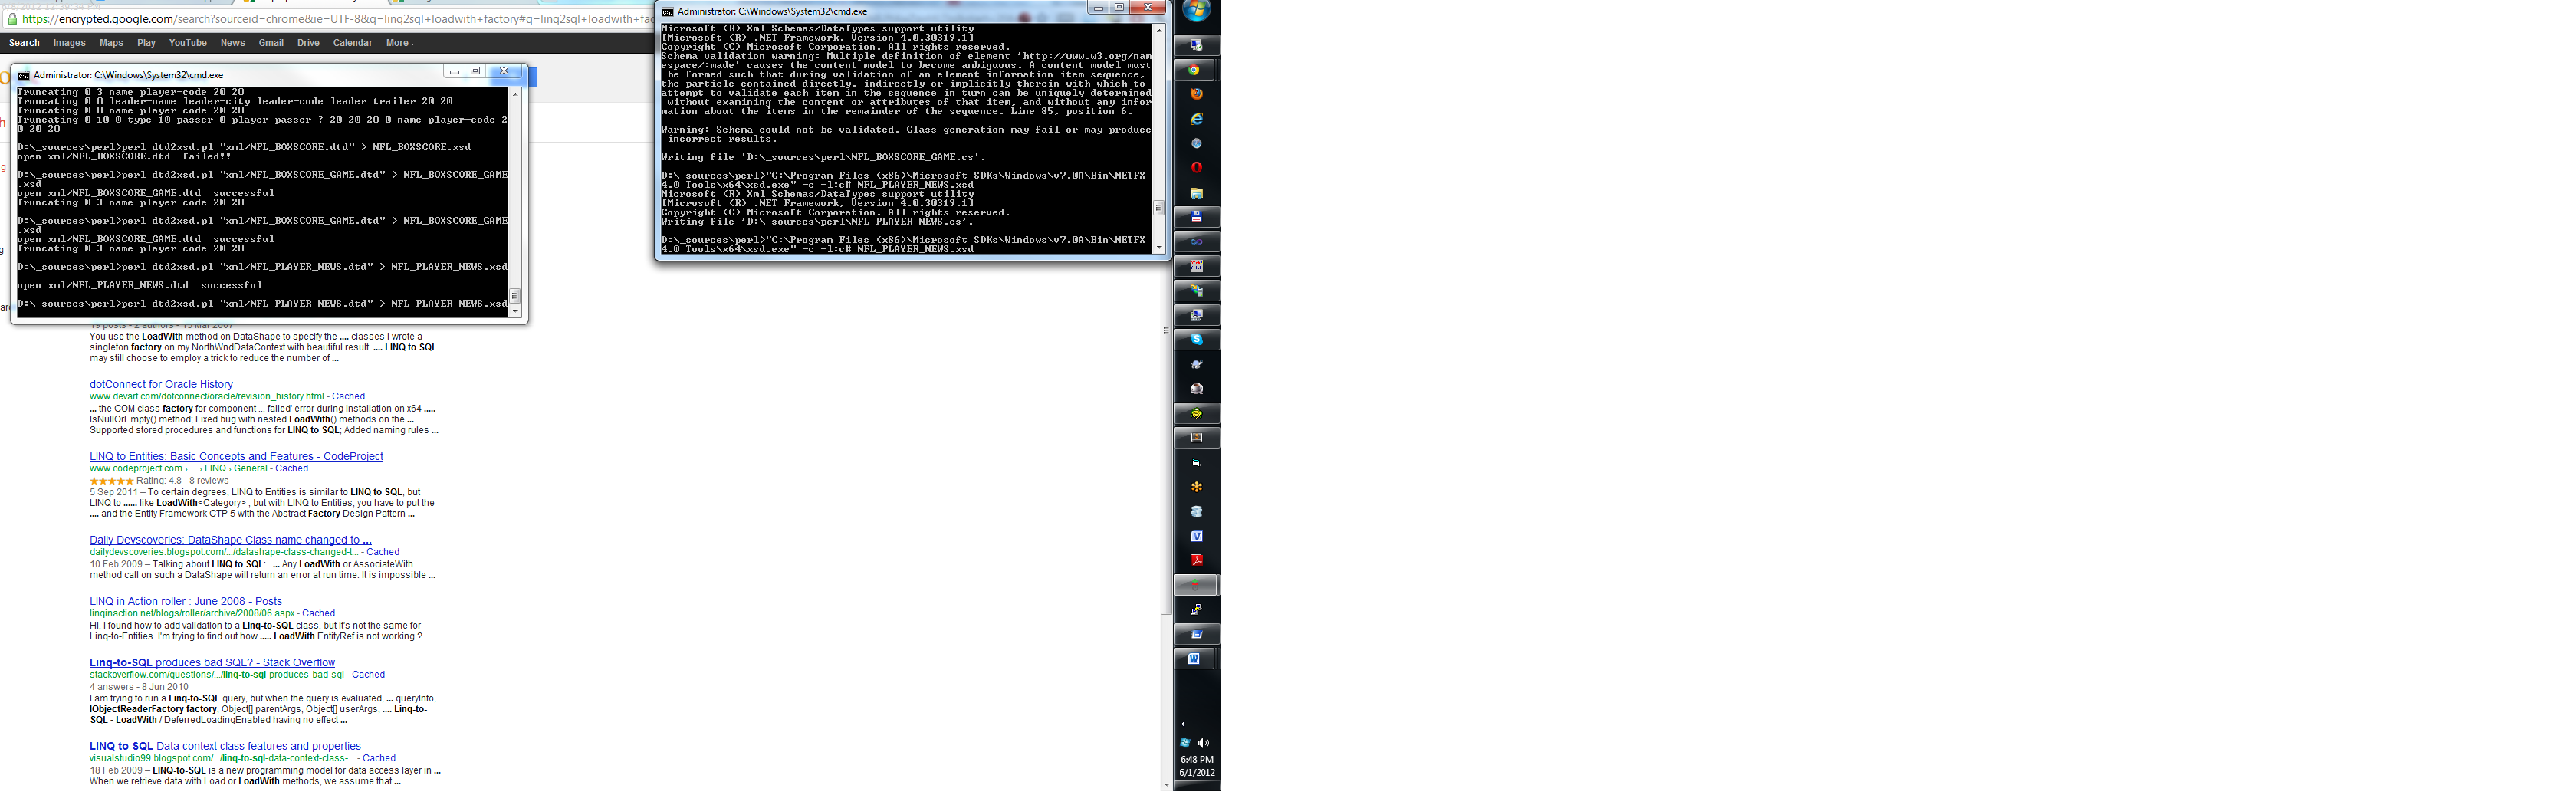 https://encrypted.google.com/search?sourceid=chrome&ie=UTF-8&q=linq2sql+loadwith+factory#q=linq2sql+loadwith+fac
Search Images Maps Play YouTube News Gmail Drive Calendar More
Administrator: C:\Windows\System32\cmd.exe
Truncating 0 3 name player-code 20 20
Truncating 0 0 leader-name leader-city leader-code leader trailer 20 20
Truncating 0 0 name player-code 20 20
Truncating 0 10 0 type 10 passer 0 player passer ? 20 20 20 0 name player-code 2
0 20 20
D:\_sources\perl>perl dtd2xsd.pl "xml/NFL_BOXSCORE.dtd" > NFL_BOXSCORE.xsd
open xml/NFL_BOXSCORE.dtd  failed!!
D:\_sources\perl>perl dtd2xsd.pl "xml/NFL_BOXSCORE_GAME.dtd" > NFL_BOXSCORE_GAME
.xsd
open xml/NFL_BOXSCORE_GAME.dtd  successful
Truncating 0 3 name player-code 20 20
D:\_sources\perl>perl dtd2xsd.pl "xml/NFL_BOXSCORE_GAME.dtd" > NFL_BOXSCORE_GAME
.xsd
open xml/NFL_BOXSCORE_GAME.dtd  successful
Truncating 0 3 name player-code 20 20
D:\_sources\perl>perl dtd2xsd.pl "xml/NFL_PLAYER_NEWS.dtd" > NFL_PLAYER_NEWS.xsd
open xml/NFL_PLAYER_NEWS.dtd  successful
D:\_sources\perl>perl dtd2xsd.pl "xml/NFL_PLAYER_NEWS.dtd" > NFL_PLAYER_NEWS.xsd
Administrator: C:\Windows\System32\cmd.exe
Microsoft (R) Xml Schemas/DataTypes support utility
[Microsoft (R) .NET Framework, Version 4.0.30319.1]
Copyright (C) Microsoft Corporation. All rights reserved.
Schema validation warning: Multiple definition of element 'http://www.w3.org/nam
espace/:made' causes the content model to become ambiguous. A content model must
be formed such that during validation of an element information item sequence,
the particle contained directly, indirectly or implicitly therein with which to
attempt to validate each item in the sequence in turn can be uniquely determined
without examining the content or attributes of that item, and without any infor
mation about the items in the remainder of the sequence. Line 85, position 6.
Warning: Schema could not be validated. Class generation may fail or may produce
incorrect results.
Writing file 'D:\_sources\perl\NFL_BOXSCORE_GAME.cs'.
D:\_sources\perl>"C:\Program Files (x86)\Microsoft SDKs\Windows\v7.0A\Bin\NETFX
4.0 Tools\x64\xsd.exe" -c -l:c# NFL_PLAYER_NEWS.xsd
Microsoft (R) Xml Schemas/DataTypes support utility
[Microsoft (R) .NET Framework, Version 4.0.30319.1]
Copyright (C) Microsoft Corporation. All rights reserved.
Writing file 'D:\_sources\perl\NFL_PLAYER_NEWS.cs'.
D:\_sources\perl>"C:\Program Files (x86)\Microsoft SDKs\Windows\v7.0A\Bin\NETFX
4.0 Tools\x64\xsd.exe" -c -l:c# NFL_PLAYER_NEWS.xsd
19 posts - 2 authors - 15 Mar 2007
You use the LoadWith method on DataShape to specify the .... classes I wrote a
singleton factory on my NorthWndDataContext with beautiful result. .... LINQ to SQL
may still choose to employ a trick to reduce the number of ...
dotConnect for Oracle History
www.devart.com/dotconnect/oracle/revision_history.html - Cached
... the COM class factory for component ... failed' error during installation on x64 .....
IsNullOrEmpty() method; Fixed bug with nested LoadWith() methods on the ...
Supported stored procedures and functions for LINQ to SQL; Added naming rules ...
LINQ to Entities: Basic Concepts and Features - CodeProject
www.codeproject.com › ... › LINQ › General - Cached
Rating: 4.8 - 8 reviews
5 Sep 2011 – To certain degrees, LINQ to Entities is similar to LINQ to SQL, but
LINQ to ...... like LoadWith<Category> , but with LINQ to Entities, you have to put the
.... and the Entity Framework CTP 5 with the Abstract Factory Design Pattern ...
Daily Devscoveries: DataShape Class name changed to ...
dailydevscoveries.blogspot.com/.../datashape-class-changed-t... - Cached
10 Feb 2009 – Talking about LINQ to SQL: . ... Any LoadWith or AssociateWith
method call on such a DataShape will return an error at run time. It is impossible ...
LINQ in Action roller : June 2008 - Posts
linqinaction.net/blogs/roller/archive/2008/06.aspx - Cached
Hi, I found how to add validation to a Linq-to-SQL class, but it's not the same for
Linq-to-Entities. I'm trying to find out how ..... LoadWith EntityRef is not working ?
Linq-to-SQL produces bad SQL? - Stack Overflow
stackoverflow.com/questions/.../linq-to-sql-produces-bad-sql - Cached
4 answers - 8 Jun 2010
I am trying to run a Linq-to-SQL query, but when the query is evaluated, ... queryInfo,
IObjectReaderFactory factory, Object[] parentArgs, Object[] userArgs, .... Linq-to-
SQL - LoadWith / DeferredLoadingEnabled having no effect ...
LINQ to SQL Data context class features and properties
visualstudio99.blogspot.com/.../linq-to-sql-data-context-class-... - Cached
18 Feb 2009 – LINQ-to-SQL is a new programming model for data access layer in ...
When we retrieve data with Load or LoadWith methods, we assume that ...
6:48 PM
6/1/2012